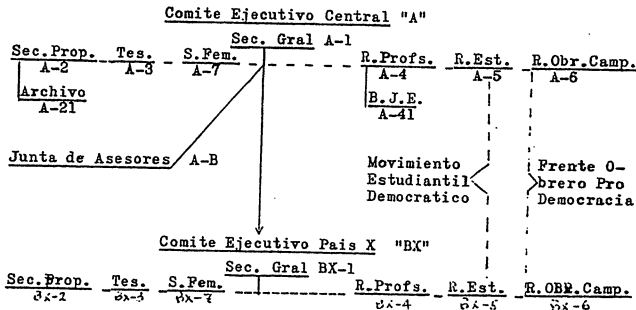 Comite Ejecutivo Central "A"
Sec. Gral A-1
Sec.Prop. Tes. S.Fem. R.Profs. R.Est. R.Obr.Camp.
A-2 A-3 A-7 A-4 A-5 A-6
Archivo B.J.E.
A-21 A-41
Junta de Asesores A-B
Movimiento Frente O-
Estudiantil brero Pro
Democratico Democracia
Comite Ejecutivo Pais X "BX"
Sec. Gral BX-1
Sec.Prop. Tes. S.Fem. R.Profs. R.Est. R.OBR.Camp.
BX-2 BX-3 BX-7 BX-4 BX-5 BX-6